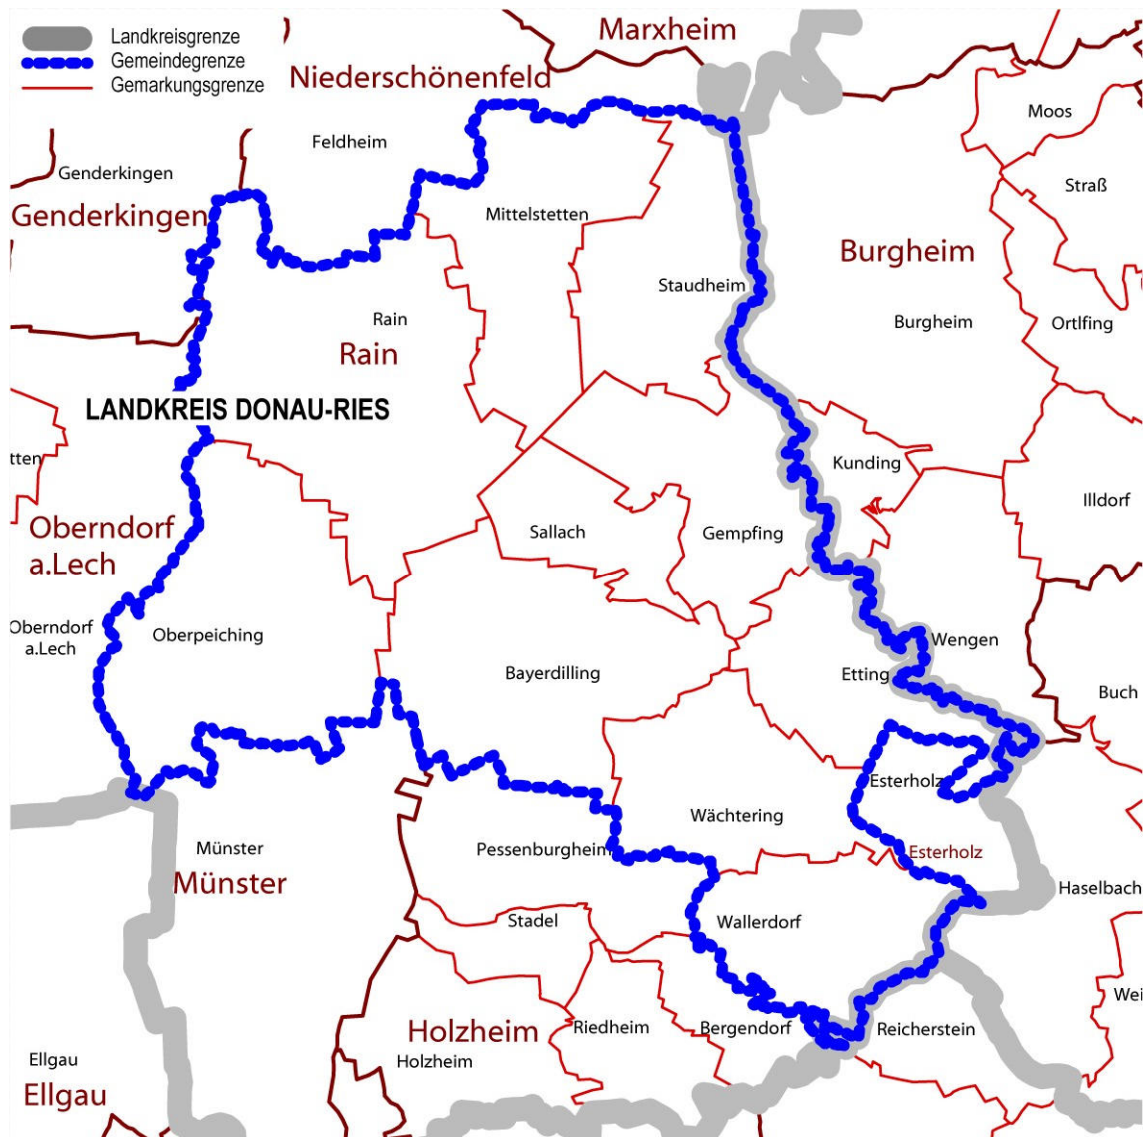 Landkreisgrenze
Gemeindegrenze
Gemarkungsgrenze
Marxheim
Niederschönenfeld
Moos
Feldheim
Genderkingen
Straß
Genderkingen
Mittelstetten
Burgheim
Staudheim
Rain
Burgheim
Ortlfing
Rain
LANDKREIS DONAU-RIES
tten
Kunding
Illdorf
Oberndorf
a.Lech
Sallach
Gempfing
Oberndorf
a.Lech
Oberpeiching
Wengen
Bayerdilling
Etting
Buch
Esterholz
Wächtering
Münster
Pessenburgheim
Esterholz
Münster
Haselbach
Stadel
Wallerdorf
Wei
Holzheim
Riedheim
Bergendorf
Reicherstein
Ellgau
Holzheim
Ellgau